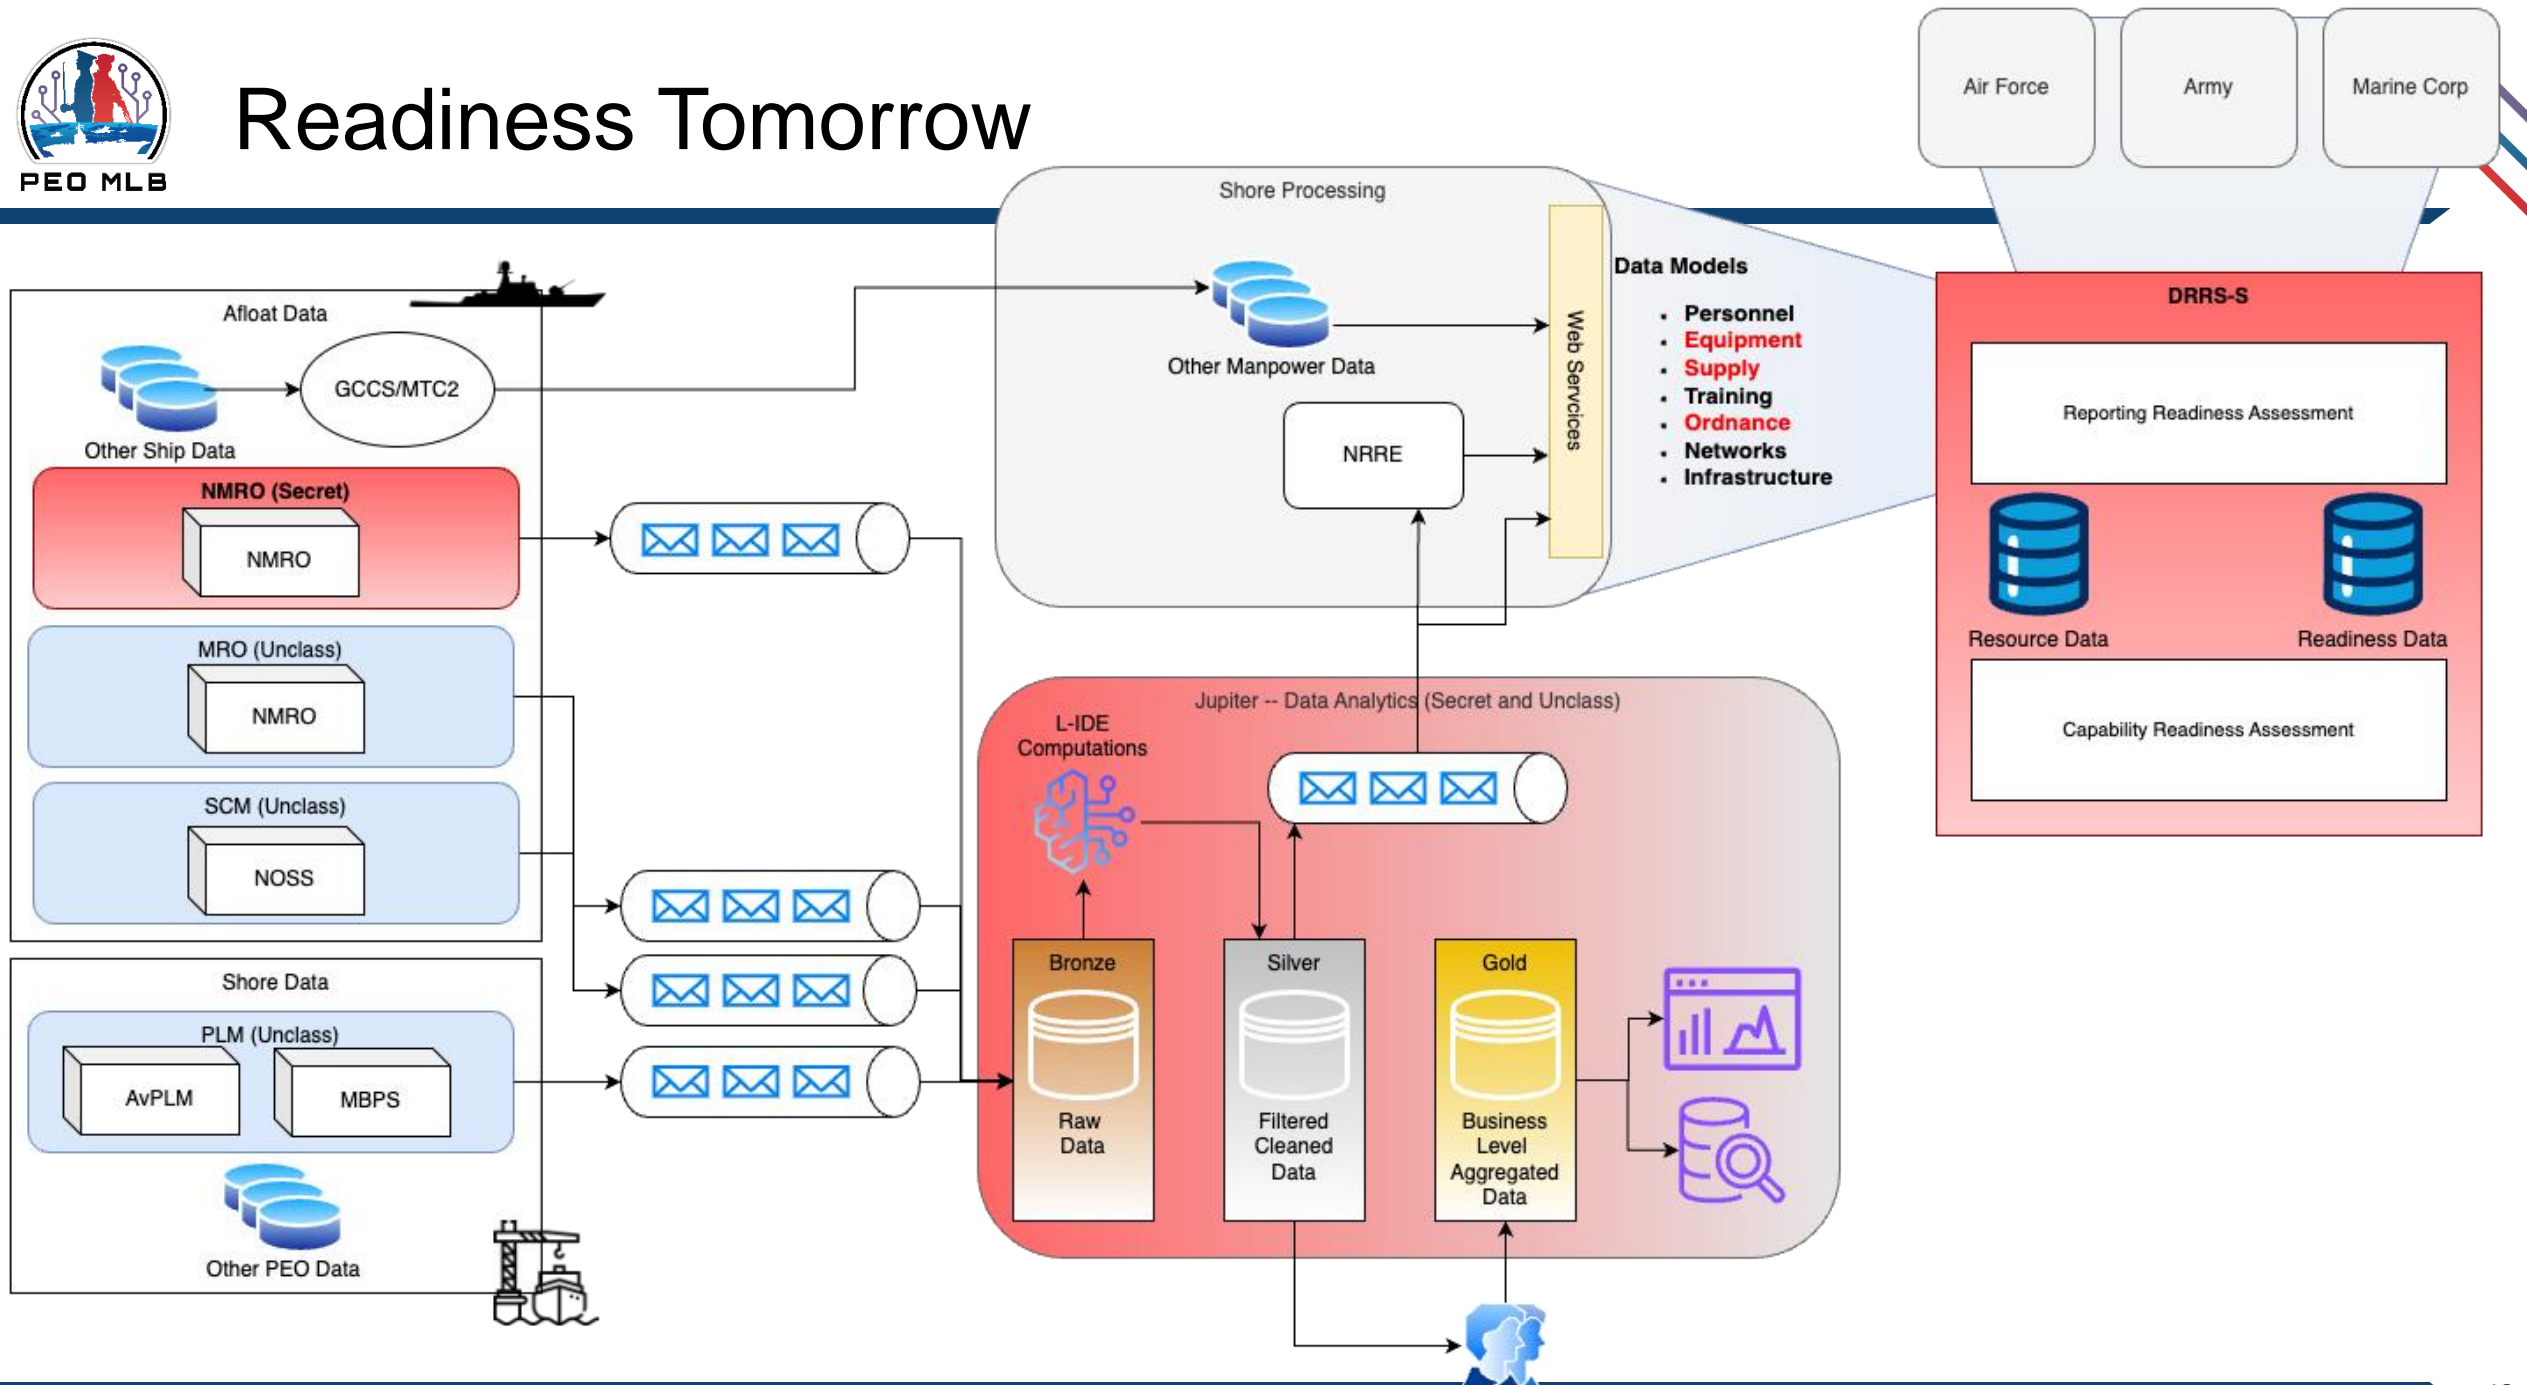 PEO MLB
Readiness Tomorrow
Air Force
Army
Marine Corp
Shore Processing
Other Manpower Data
NRRE
Web Servcices
Data Models
• Personnel
• Equipment
• Supply
• Training
• Ordnance
• Networks
• Infrastructure
DRRS-S
Reporting Readiness Assessment
Resource Data
Readiness Data
Capability Readiness Assessment
Afloat Data
GCCS/MTC2
Other Ship Data
NMRO (Secret)
NMRO
MRO (Unclass)
NMRO
SCM (Unclass)
NOSS
Shore Data
PLM (Unclass)
AvPLM
MBPS
Other PEO Data
Jupiter -- Data Analytics (Secret and Unclass)
L-IDE
Computations
Bronze
Raw
Data
Silver
Filtered
Cleaned
Data
Gold
Business
Level
Aggregated
Data